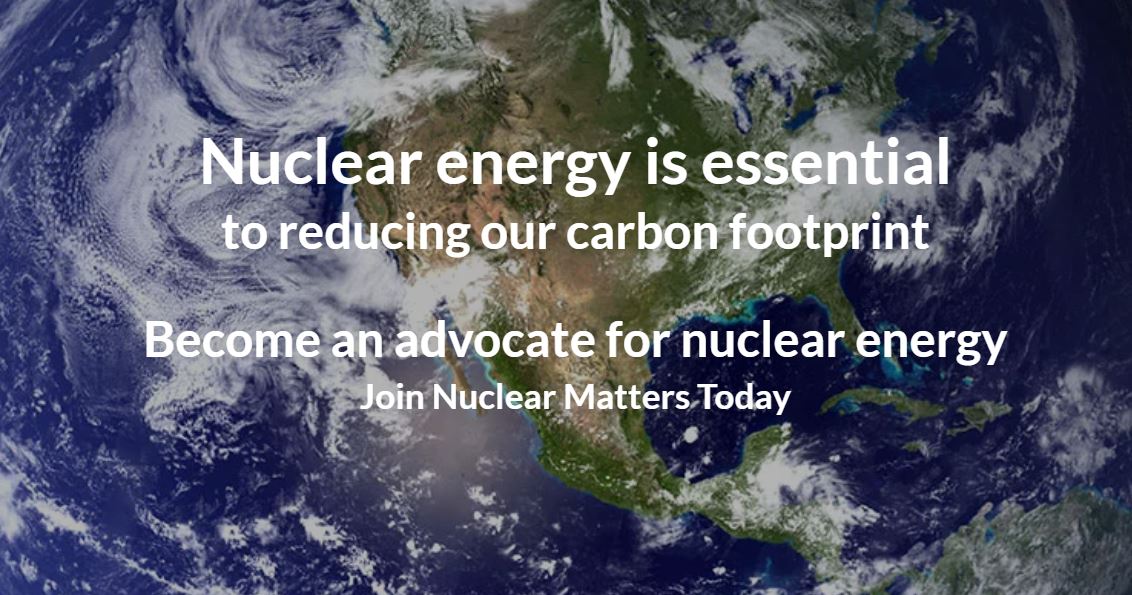 Nuclear energy is essential
to reducing our carbon footprint
Become an advocate for nuclear energy
Join Nuclear Matters Today